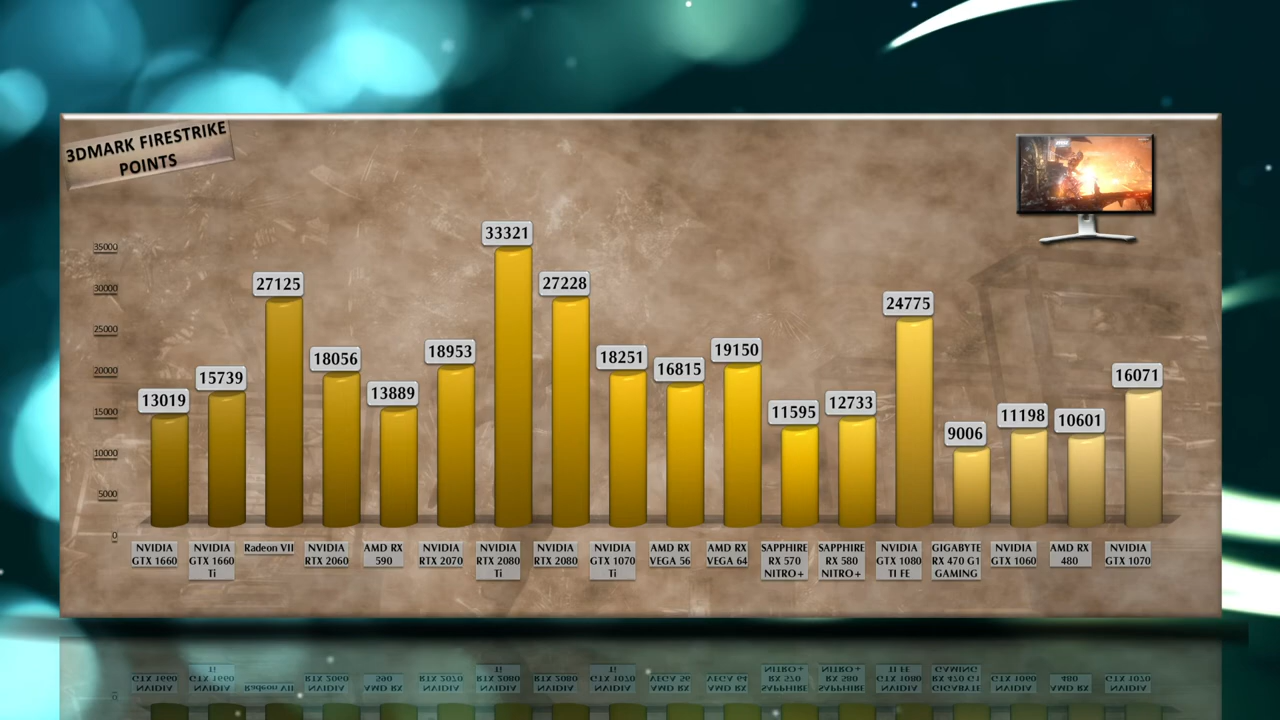 3DMARK FIRESTRIKE
POINTS
35000
30000
25000
20000
15000
10000
5000
0
13019
15739
27125
18056
13889
18953
33321
27228
18251
16815
19150
11595
12733
24775
9006
11198
10601
16071
NVIDIA
GTX 1660
NVIDIA
GTX 1660
Ti
Radeon VII
NVIDIA
RTX 2060
AMD RX
590
NVIDIA
RTX 2070
NVIDIA
RTX 2080
Ti
NVIDIA
RTX 2080
NVIDIA
GTX 1070
Ti
AMD RX
VEGA 56
AMD RX
VEGA 64
SAPPHIRE
RX 570
NITRO+
SAPPHIRE
RX 580
NITRO+
NVIDIA
GTX 1080
TI FE
GIGABYTE
RX 470 G1
GAMING
NVIDIA
GTX 1060
AMD RX
480
NVIDIA
GTX 1070